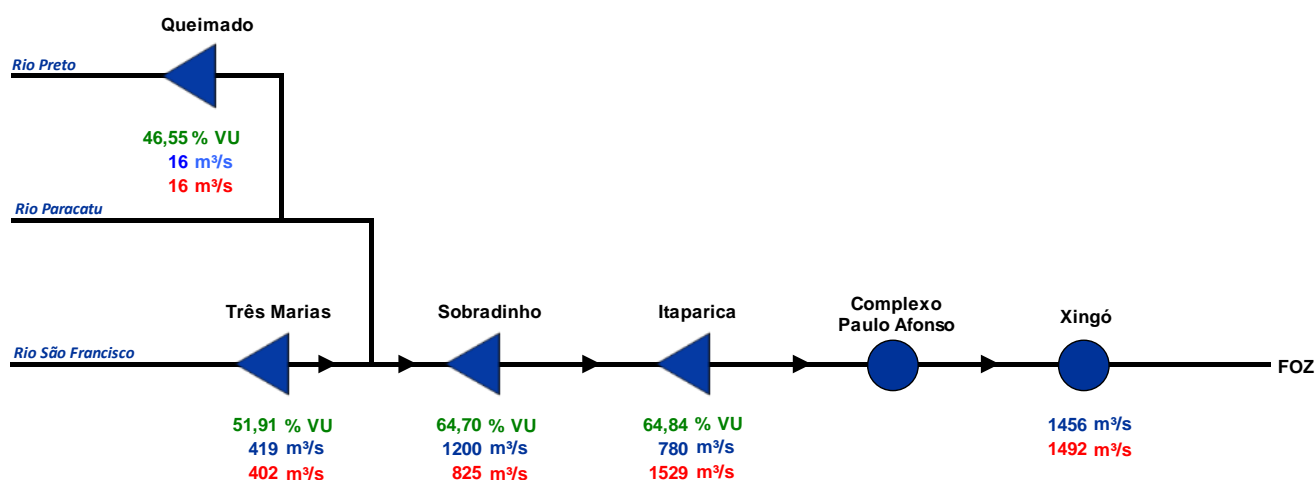 Queimado
Rio Preto
46,55 % VU
16 m³/s
16 m³/s
Rio Paracatu
Três Marias
Sobradinho
Itaparica
Complexo
Paulo Afonso
Xingó
Rio São Francisco
FOZ
51,91 % VU
419 m³/s
402 m³/s
64,70 % VU
1200 m³/s
825 m³/s
64,84 % VU
780 m³/s
1529 m³/s
1456 m³/s
1492 m³/s